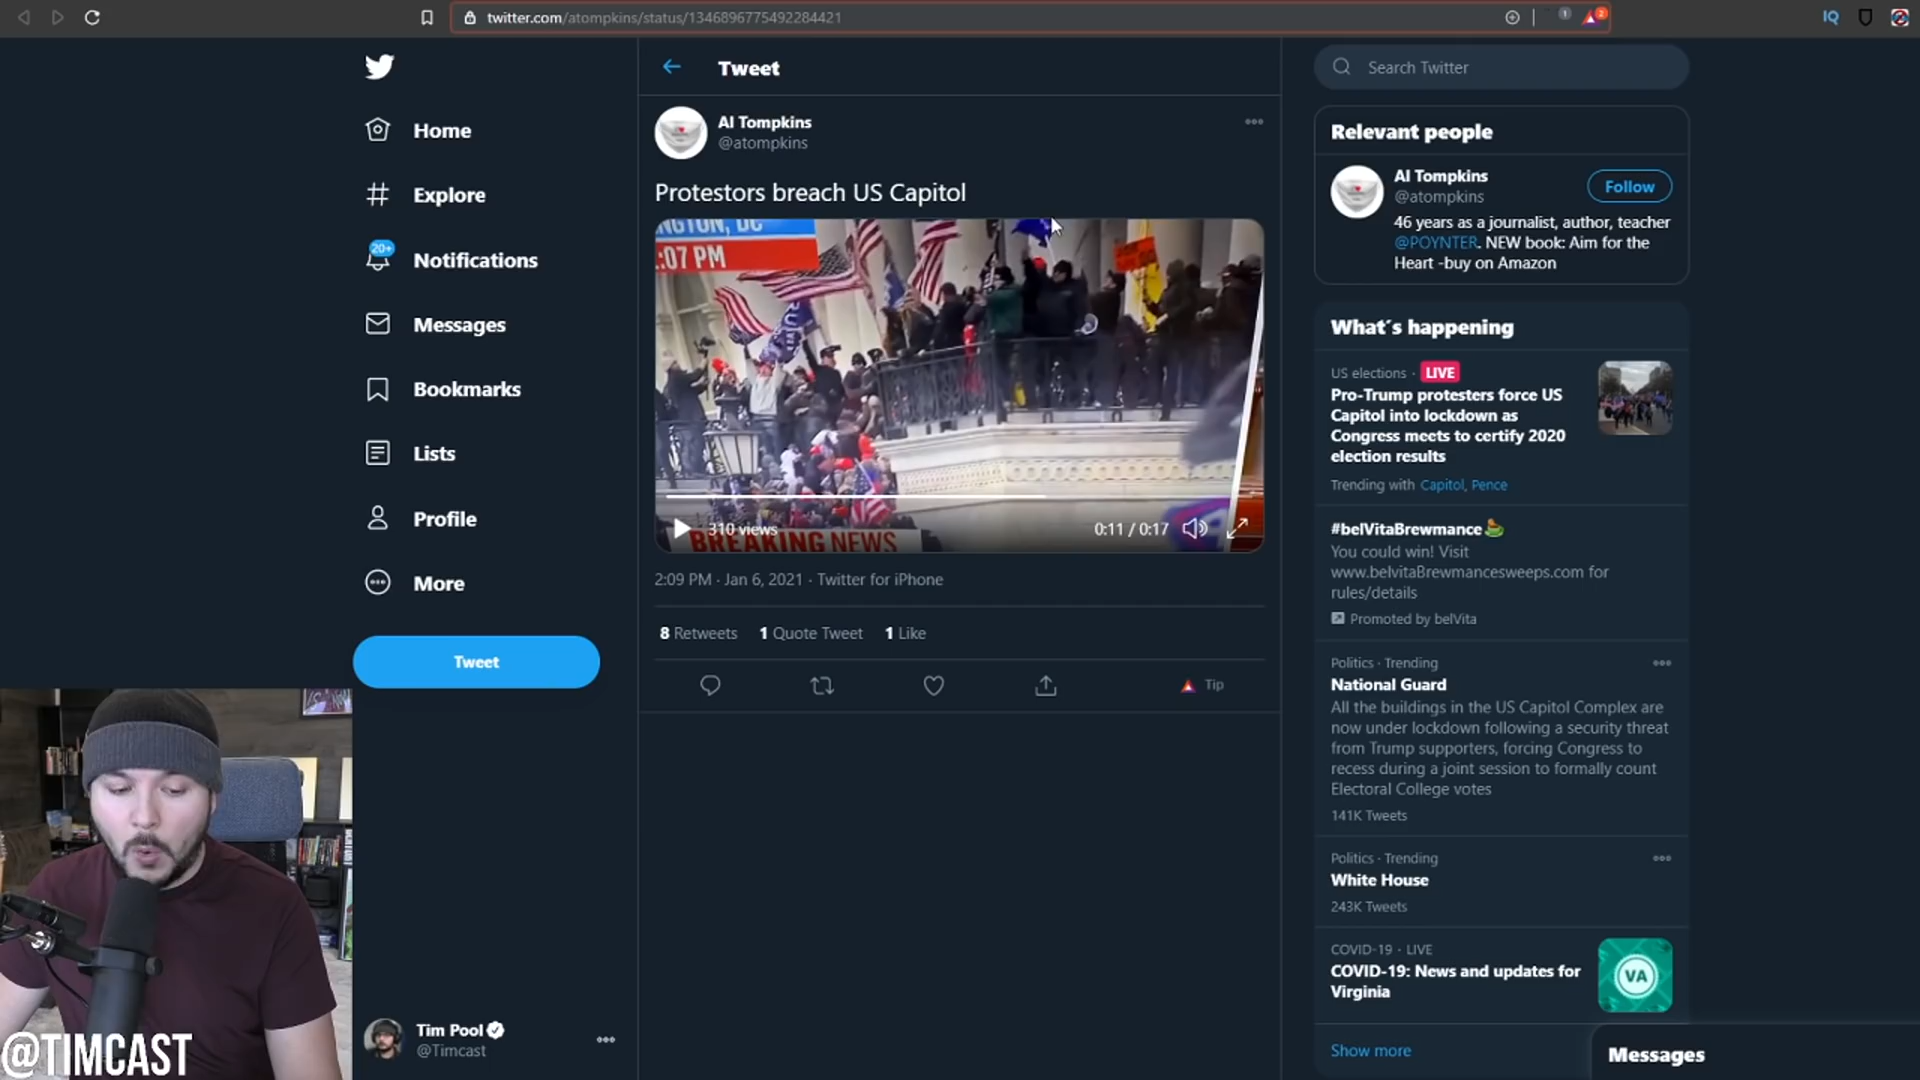 twitter.com/atompkins/status/1346896775492284421
1
2
IQ
Home
Explore
20+
Notifications
Messages
Bookmarks
Lists
Profile
More
Tweet
Tim Pool
@Timcast
@TIMCAST
Tweet
Al Tompkins
@atompkins
Protestors breach US Capitol
NGTON, DC
:07 PM
TRUMP
310 views
0:11 / 0:17
BREAKING NEWS
2:09 PM · Jan 6, 2021 · Twitter for iPhone
8 Retweets 1 Quote Tweet 1 Like
Tip
Search Twitter
Relevant people
Al Tompkins
@atompkins
Follow
46 years as a journalist, author, teacher
@POYNTER. NEW book: Aim for the
Heart -buy on Amazon
What's happening
US elections · LIVE
Pro-Trump protesters force US
Capitol into lockdown as
Congress meets to certify 2020
election results
Trending with Capitol, Pence
#belVitaBrewmance
You could win! Visit
www.belvitaBrewmancesweeps.com for
rules/details
Promoted by belVita
Politics · Trending
National Guard
All the buildings in the US Capitol Complex are
now under lockdown following a security threat
from Trump supporters, forcing Congress to
recess during a joint session to formally count
Electoral College votes
141K Tweets
Politics · Trending
White House
243K Tweets
COVID-19 · LIVE
COVID-19: News and updates for
Virginia
VA
Show more
Messages